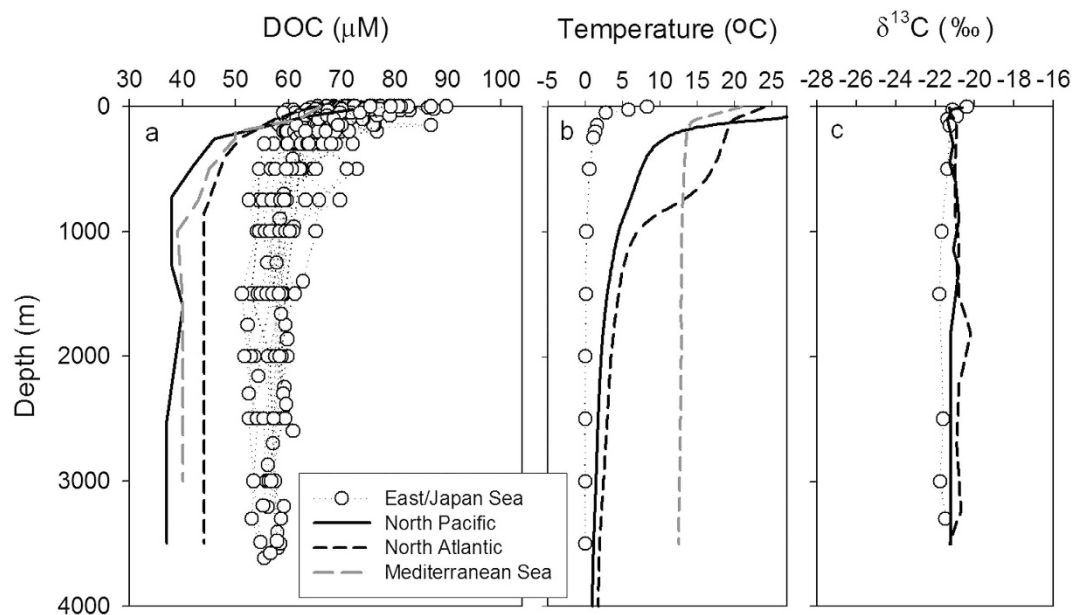 DOC (μM)
Temperature (ºC)
δ¹³C (‰)
30 40 50 60 70 80 90 100
-5 0 5 10 15 20 25
-28 -26 -24 -22 -20 -18 -16
0
a
b
c
1000
2000
3000
4000
Depth (m)
East/Japan Sea
North Pacific
North Atlantic
Mediterranean Sea